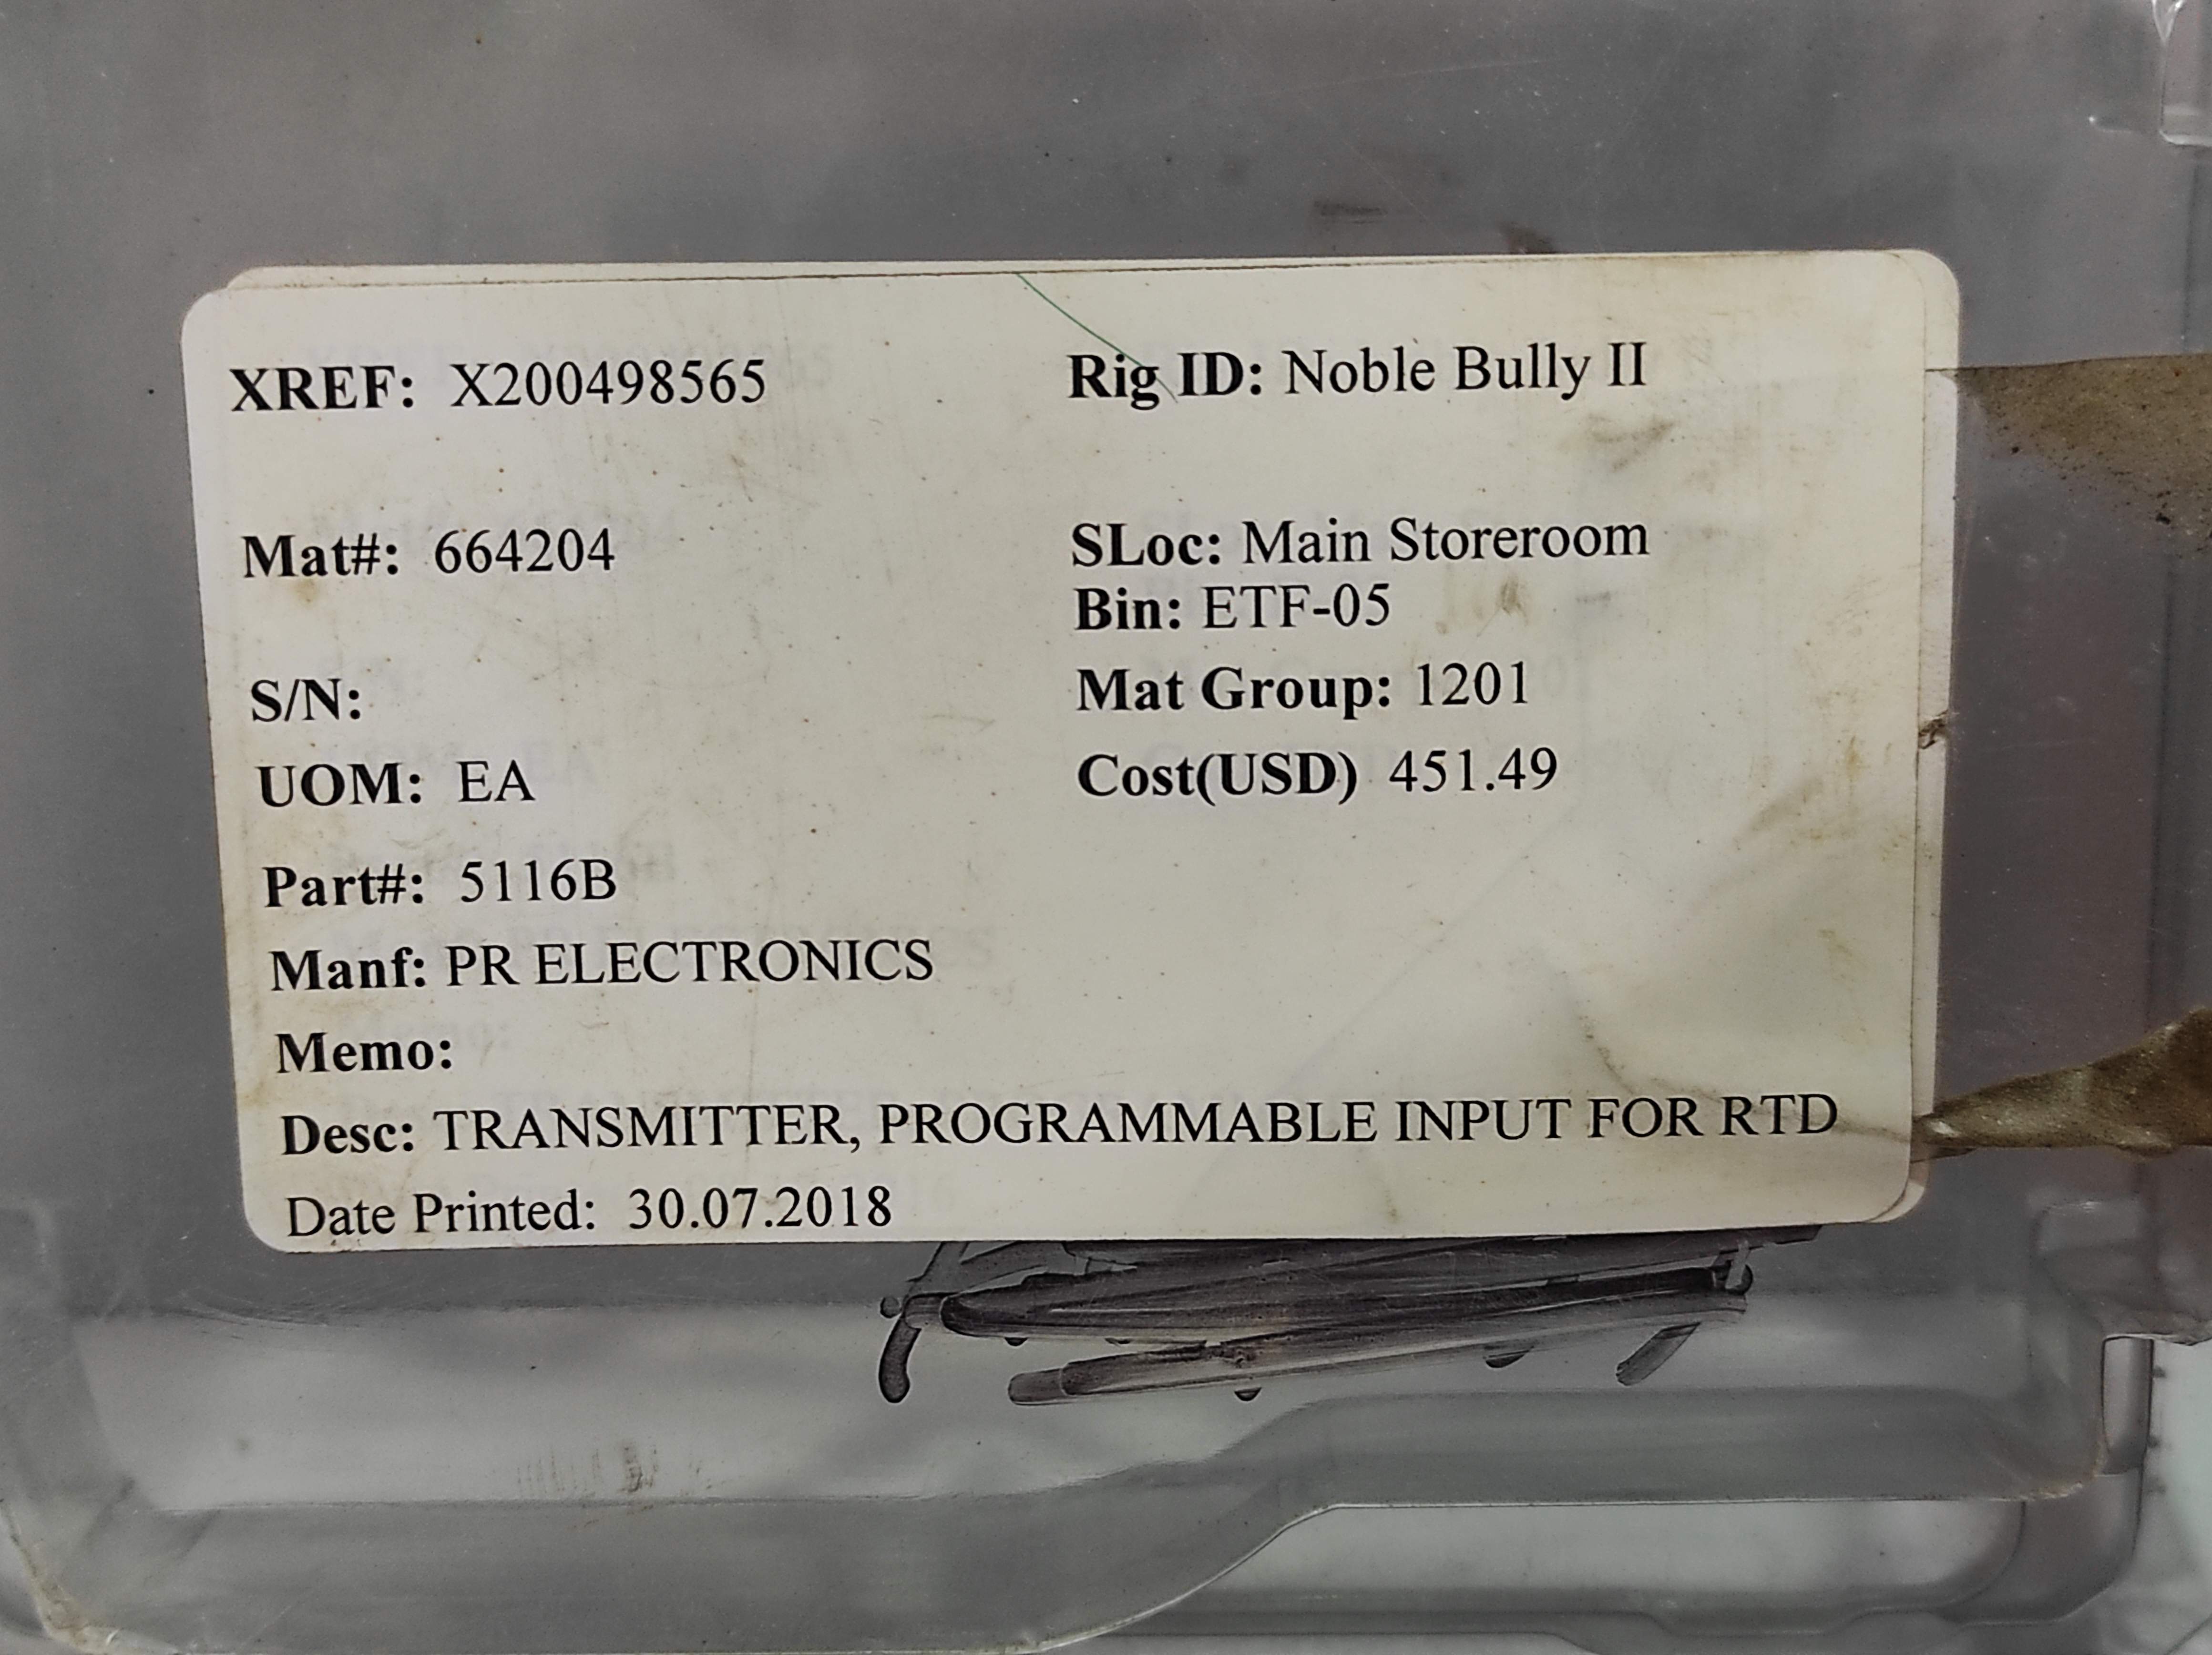 XREF: X200498565
Rig ID: Noble Bully II
Mat#: 664204
SLoc: Main Storeroom
Bin: ETF-05
S/N:
Mat Group: 1201
UOM: EA
Cost(USD) 451.49
Part#: 5116B
Manf: PR ELECTRONICS
Memo:
Desc: TRANSMITTER, PROGRAMMABLE INPUT FOR RTD
Date Printed: 30.07.2018